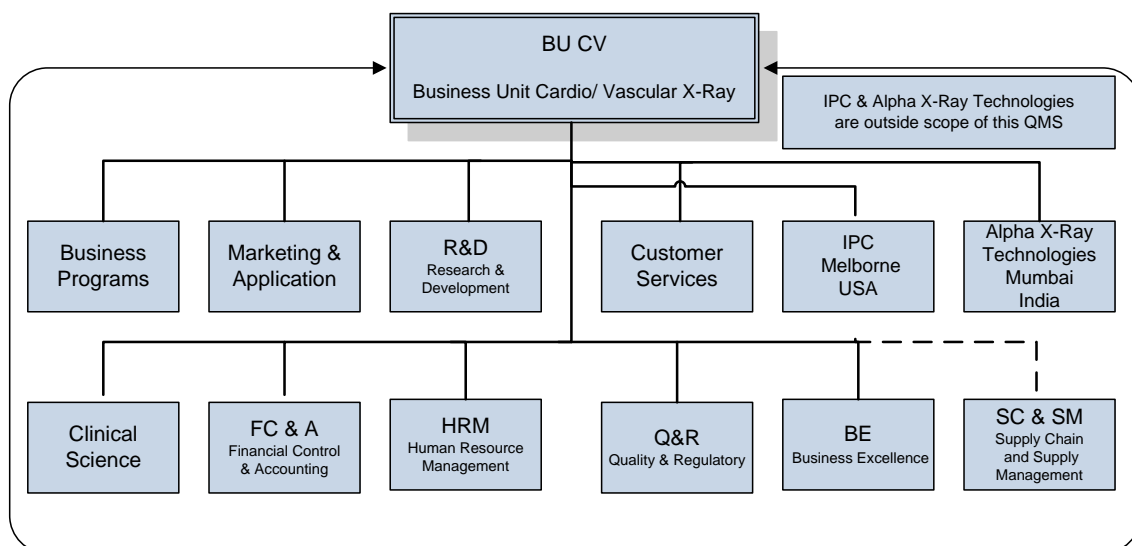 BU CV
Business Unit Cardio/ Vascular X-Ray
IPC & Alpha X-Ray Technologies
are outside scope of this QMS
Business
Programs
Marketing &
Application
R&D
Research &
Development
Customer
Services
IPC
Melborne
USA
Alpha X-Ray
Technologies
Mumbai
India
Clinical
Science
FC & A
Financial Control
& Accounting
HRM
Human Resource
Management
Q&R
Quality & Regulatory
BE
Business Excellence
SC & SM
Supply Chain
and Supply
Management